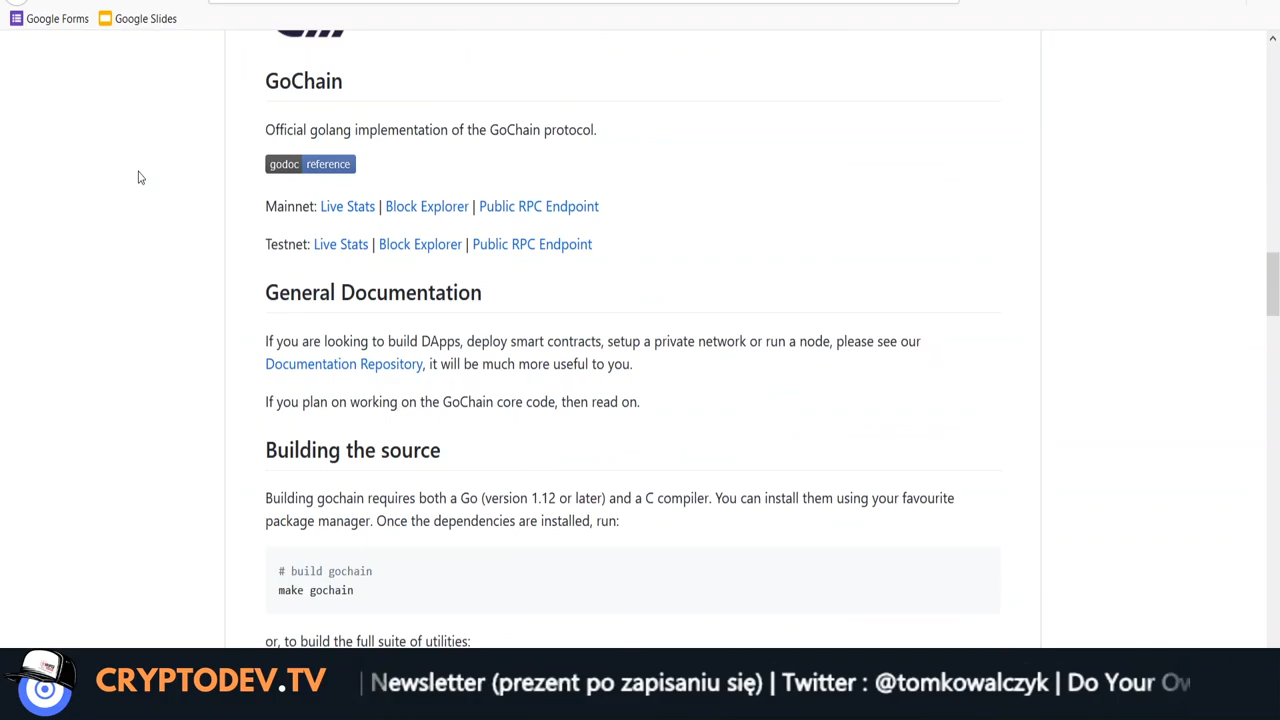 Google Forms Google Slides
GoChain
Official golang implementation of the GoChain protocol.
godoc reference
Mainnet: Live Stats | Block Explorer | Public RPC Endpoint
Testnet: Live Stats | Block Explorer | Public RPC Endpoint
General Documentation
If you are looking to build DApps, deploy smart contracts, setup a private network or run a node, please see our
Documentation Repository, it will be much more useful to you.
If you plan on working on the GoChain core code, then read on.
Building the source
Building gochain requires both a Go (version 1.12 or later) and a C compiler. You can install them using your favourite
package manager. Once the dependencies are installed, run:
# build gochain
make gochain
or, to build the full suite of utilities:
CRYPTODEV.TV | Newsletter (prezent po zapisaniu się) | Twitter : @tomkowalczyk | Do Your Ow